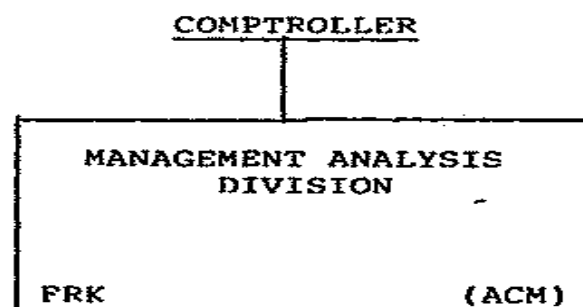 COMPTROLLER
MANAGEMENT ANALYSIS
DIVISION
FRK (ACM)